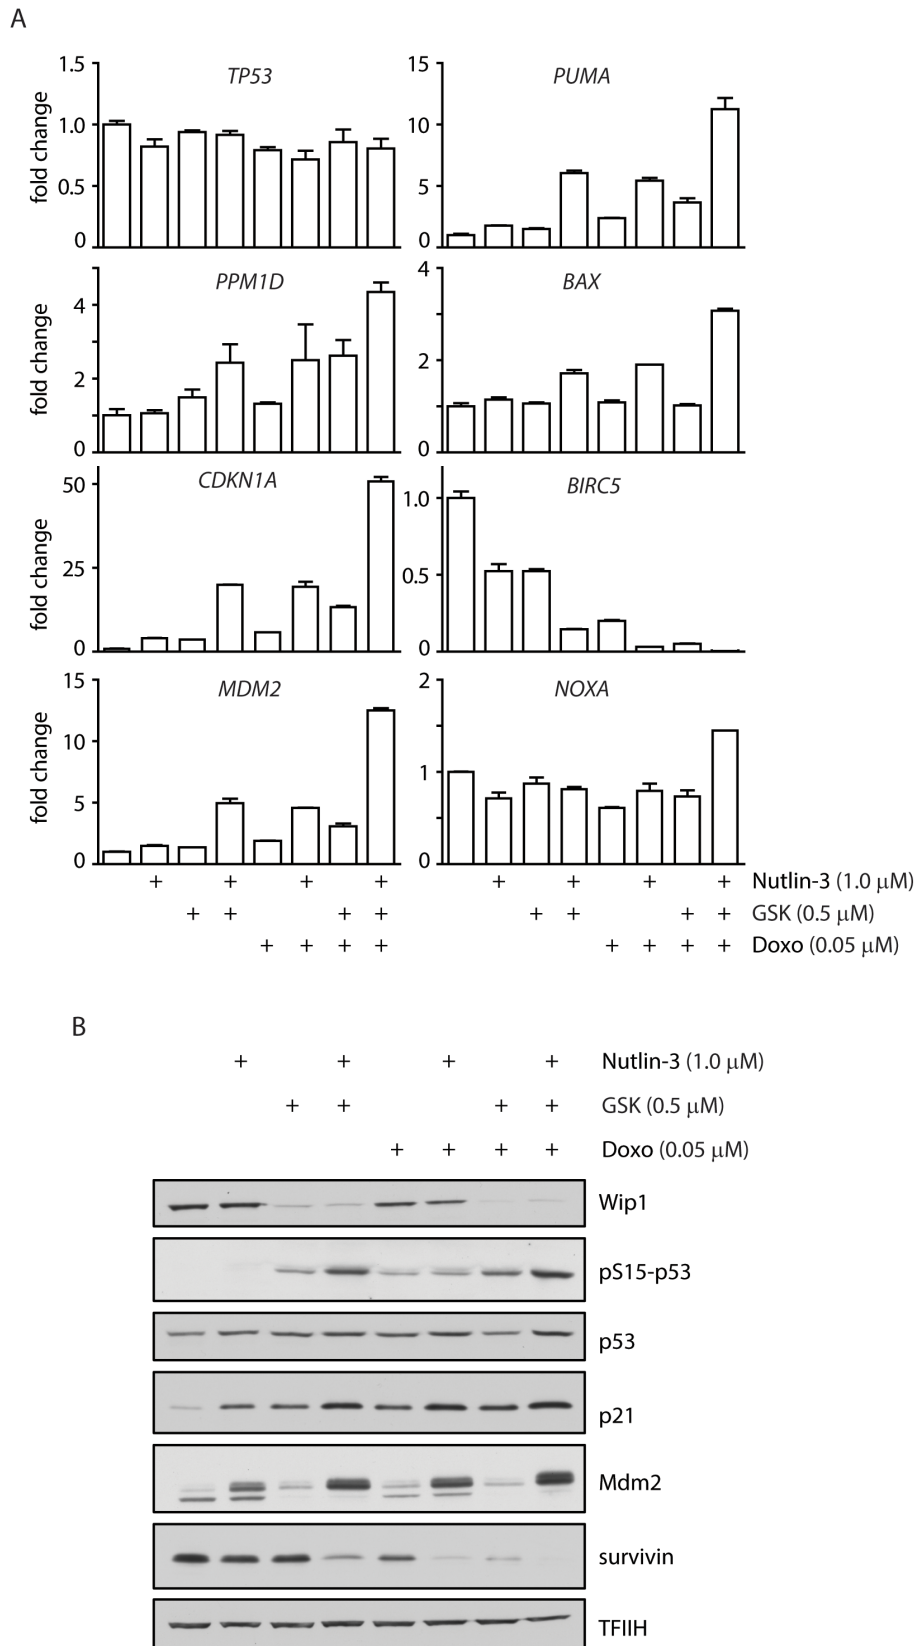 A
TP53
PUMA
fold change
1.5
1.0
0.5
0
15
10
5
0
PPM1D
BAX
fold change
4
2
0
4
2
0
CDKN1A
BIRC5
fold change
50
25
0
1.0
0.5
0
MDM2
NOXA
fold change
15
10
5
0
2
1
0
+ + + + + + + + Nutlin-3 (1.0 µM)
+ + + + + + + + GSK (0.5 µM)
+ + + + + + + + Doxo (0.05 µM)
B
+ + + + Nutlin-3 (1.0 µM)
+ + + + GSK (0.5 µM)
+ + + + Doxo (0.05 µM)
Wip1
pS15-p53
p53
p21
Mdm2
survivin
TFIIH